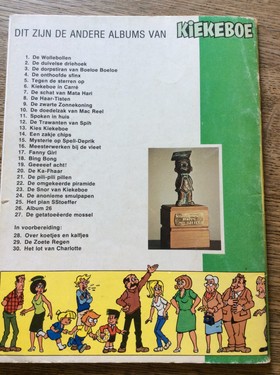 DIT ZIJN DE ANDERE ALBUMS VAN KiEKEBOE
1. De Wollebollen
2. De duivelse driehoek
3. De dorpstiran van Boeloe Boeloe
4. De onthoofde sfinx
5. Tegen de sterren op
6. Kiekeboe in Carré
7. De schat van Mata Hari
8. De Haar-Tisten
9. De zwarte Zonnekoning
10. De doedelzak van Mac Reel
11. Spoken in huis
12. De Trawanten van Spih
13. Kies Kiekeboe
14. Een zakje chips
15. Mysterie op Spell-Deprik
16. Meesterwerken bij de vleet
17. Fanny Girl
18. Bing Bong
19. Geeeeef acht!
20. De Ka-Fhaar
21. De pili-pili pillen
22. De omgekeerde piramide
23. De Snor van Kiekeboe
24. De anonieme smulpapen
25. Het plan SStoeffer
26. Album 26
27. De getatoeëerde mossel
In voorbereiding:
28. Over koetjes en kalfjes
29. De Zoete Regen
30. Het lot van Charlotte